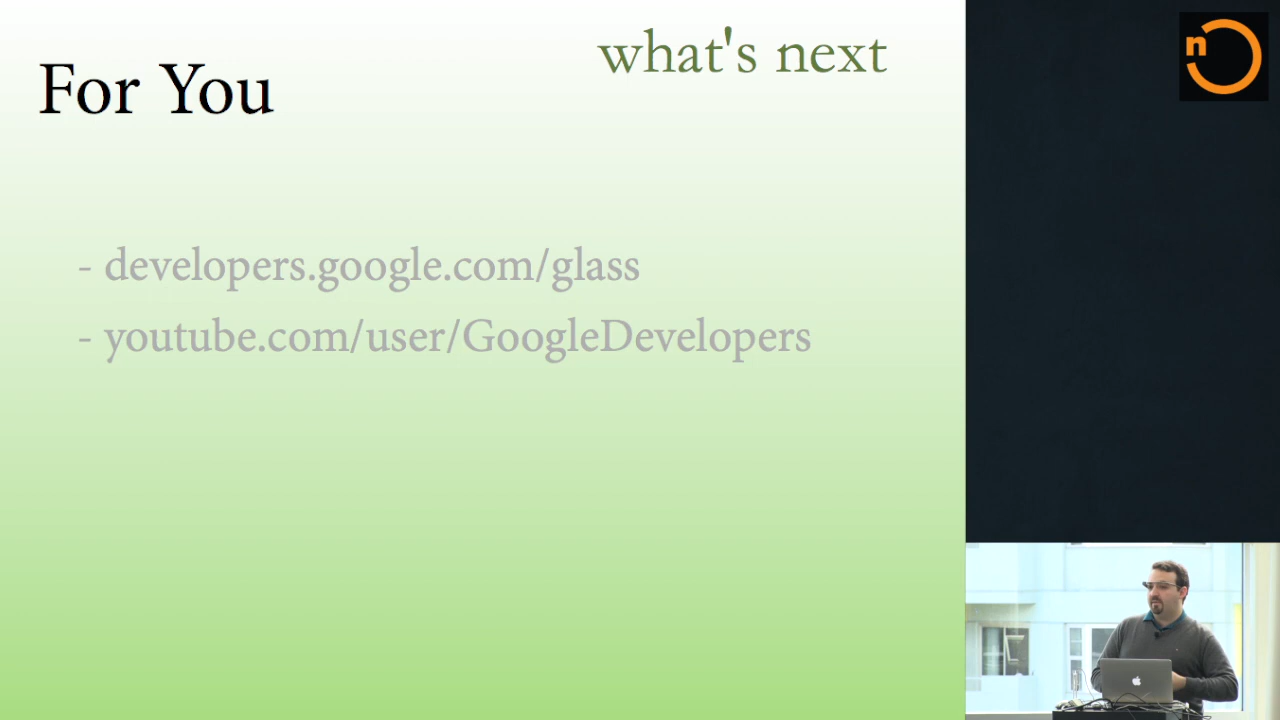 what's next
For You
- developers.google.com/glass
- youtube.com/user/GoogleDevelopers
n